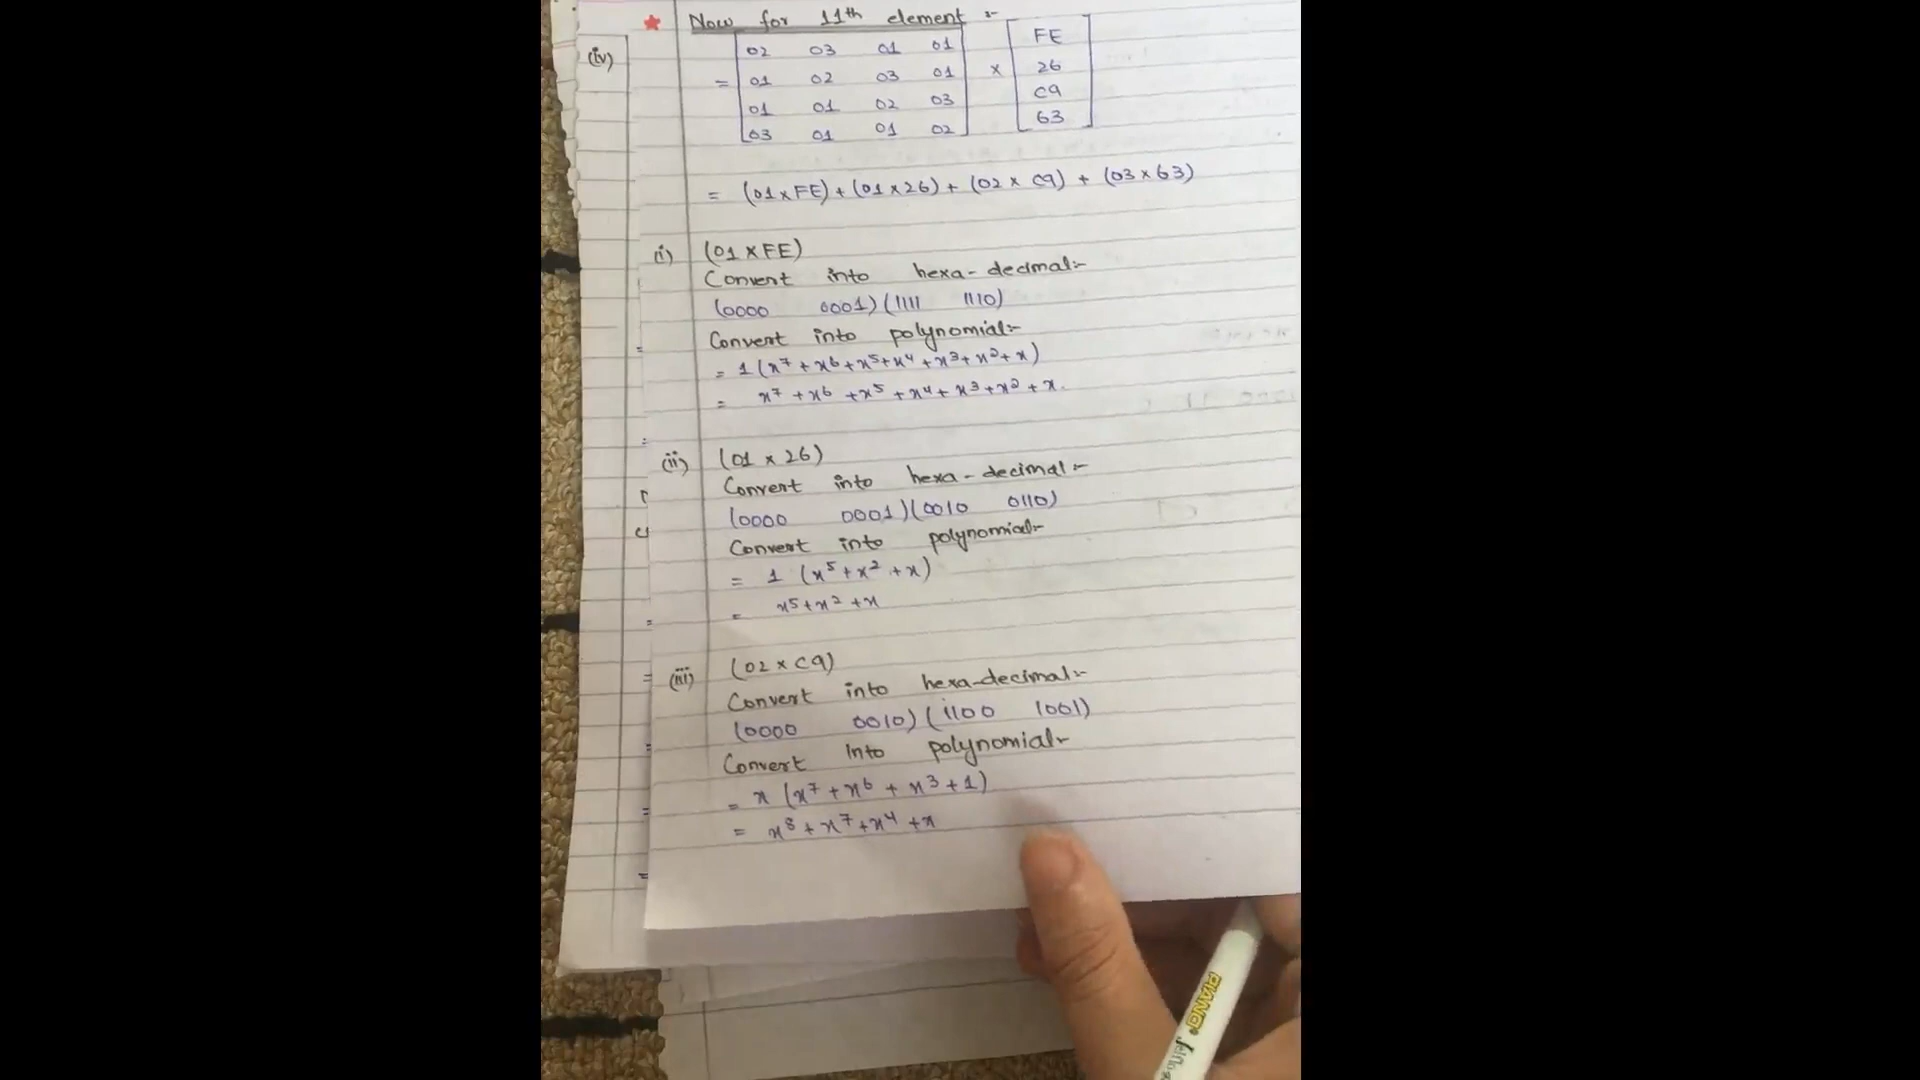 Now for 11th element :-
(iv)
= [ 02 03 01 01 ] × [ FE ]
01 02 03 01 26
01 01 02 03 C9
03 01 01 02 63
= (01×FE) + (01×26) + (02 × C9) + (03×63)
(i) (01×FE)
Convert into hexa-decimal:-
(0000 0001)(1111 1110)
Convert into polynomial:-
= 1(x⁷+x⁶+x⁵+x⁴+x³+x²+x)
= x⁷+x⁶+x⁵+x⁴+x³+x²+x.
(ii) (01 × 26)
Convert into hexa-decimal:-
(0000 0001)(0010 0110)
Convert into polynomial:-
= 1 (x⁵+x²+x)
= x⁵+x²+x
(iii) (02×C9)
Convert into hexa-decimal:-
(0000 0010)(1100 1001)
Convert into polynomial:-
= x(x⁷+x⁶+x³+1)
= x⁸+x⁷+x⁴+x
PIANO